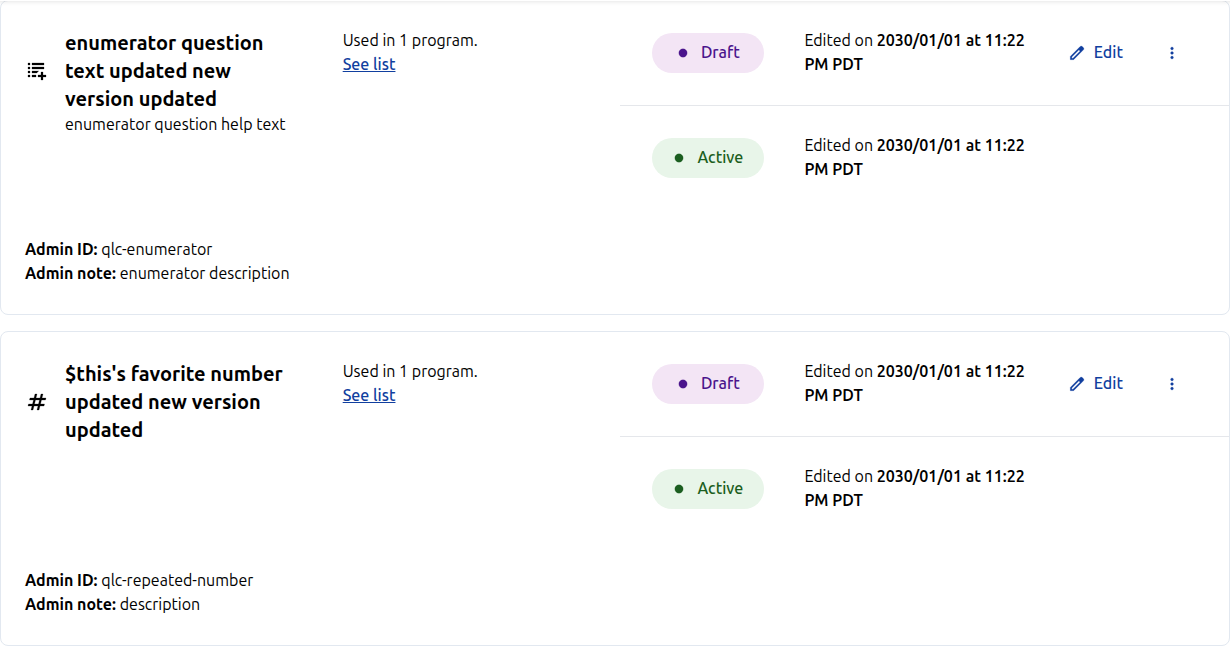 enumerator question
text updated new
version updated
enumerator question help text
Used in 1 program.
See list
Draft
Edited on 2030/01/01 at 11:22
PM PDT
Edit
Active
Edited on 2030/01/01 at 11:22
PM PDT
Admin ID: qlc-enumerator
Admin note: enumerator description
$this's favorite number
updated new version
updated
Used in 1 program.
See list
Draft
Edited on 2030/01/01 at 11:22
PM PDT
Edit
Active
Edited on 2030/01/01 at 11:22
PM PDT
Admin ID: qlc-repeated-number
Admin note: description